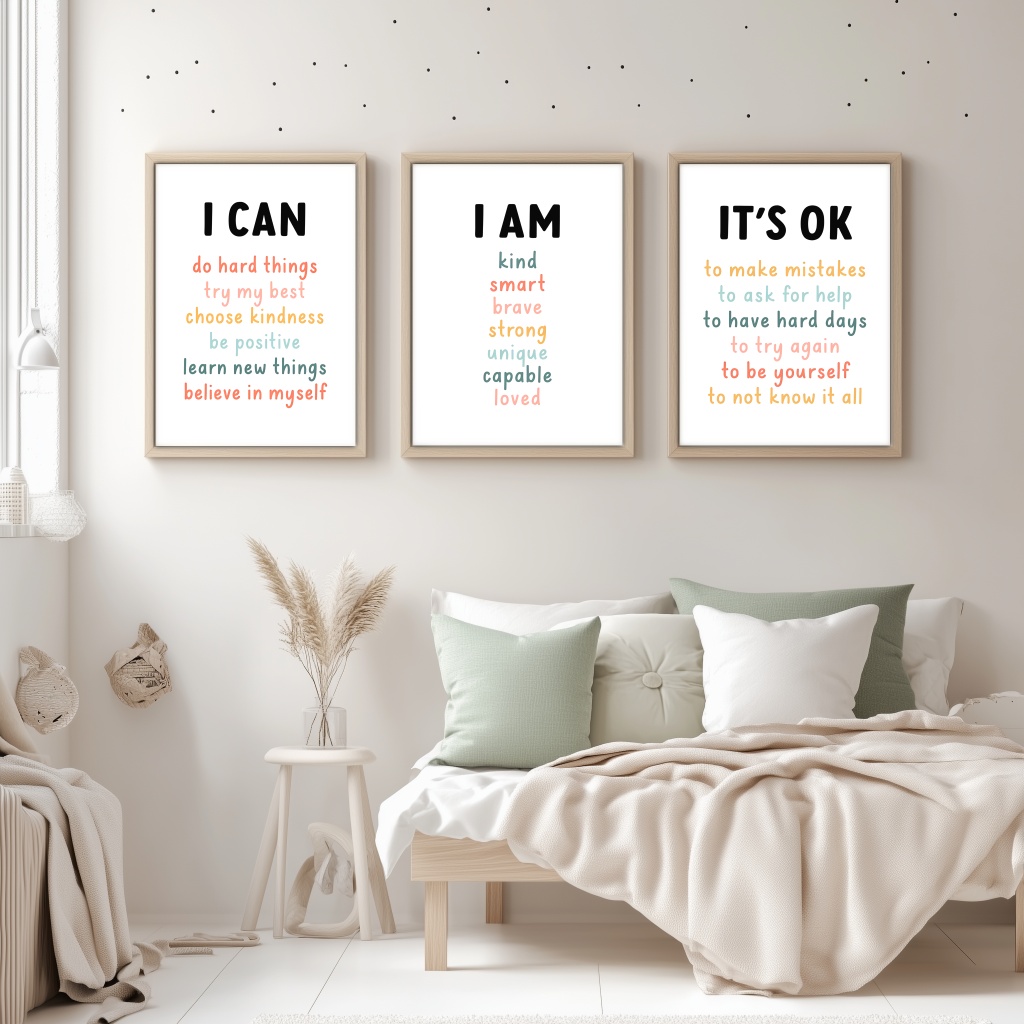 I CAN
do hard things
try my best
choose kindness
be positive
learn new things
believe in myself
I AM
kind
smart
brave
strong
unique
capable
loved
IT'S OK
to make mistakes
to ask for help
to have hard days
to try again
to be yourself
to not know it all